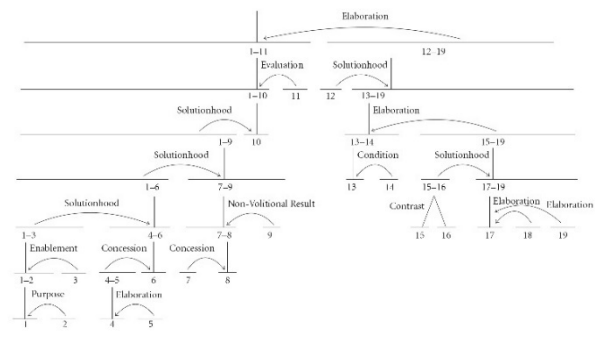 Elaboration
1–11 12–19
Evaluation Solutionhood
1–10 11 12 13–19
Solutionhood Elaboration
1–9 10 13–14 15–19
Solutionhood Condition Solutionhood
1–6 7–9 13 14 15–16 17–19
Solutionhood Non-Volitional Result Contrast Elaboration Elaboration
1–3 4–6 7–8 9 15 16 17 18 19
Enablement Concession Concession
1–2 3 4–5 6 7 8
Purpose Elaboration
1 2 4 5